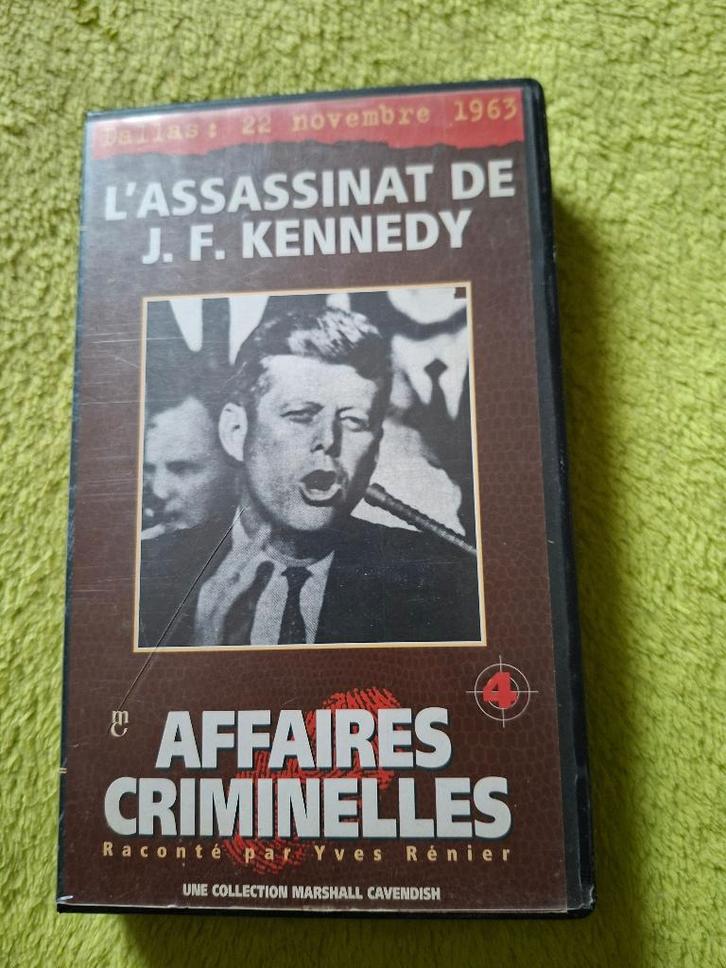 Dallas: 22 novembre 1963
L'ASSASSINAT DE
J. F. KENNEDY
4
mc
AFFAIRES
CRIMINELLES
Raconté par Yves Rénier
UNE COLLECTION MARSHALL CAVENDISH